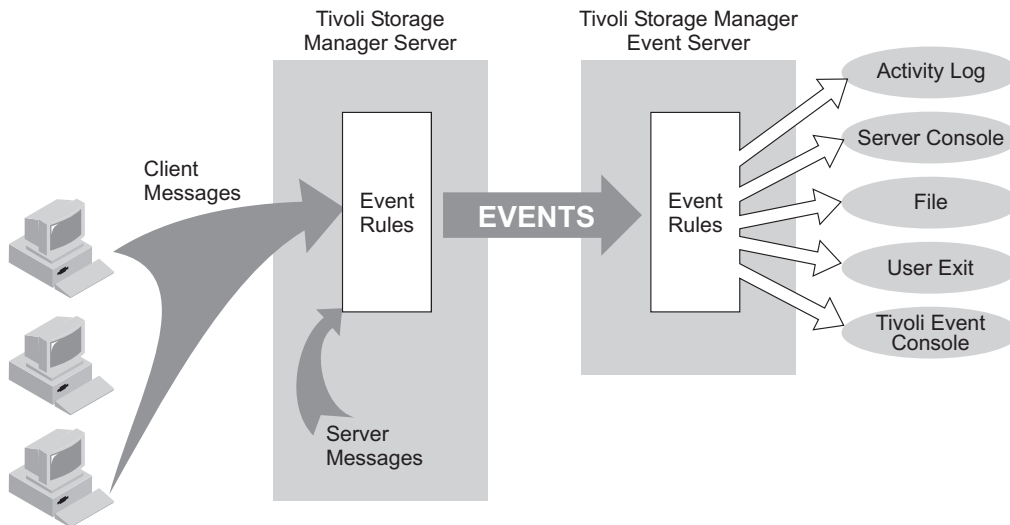 Tivoli Storage
Manager Server
Tivoli Storage Manager
Event Server
Client
Messages
Event
Rules
EVENTS
Event
Rules
Server
Messages
Activity Log
Server Console
File
User Exit
Tivoli Event
Console